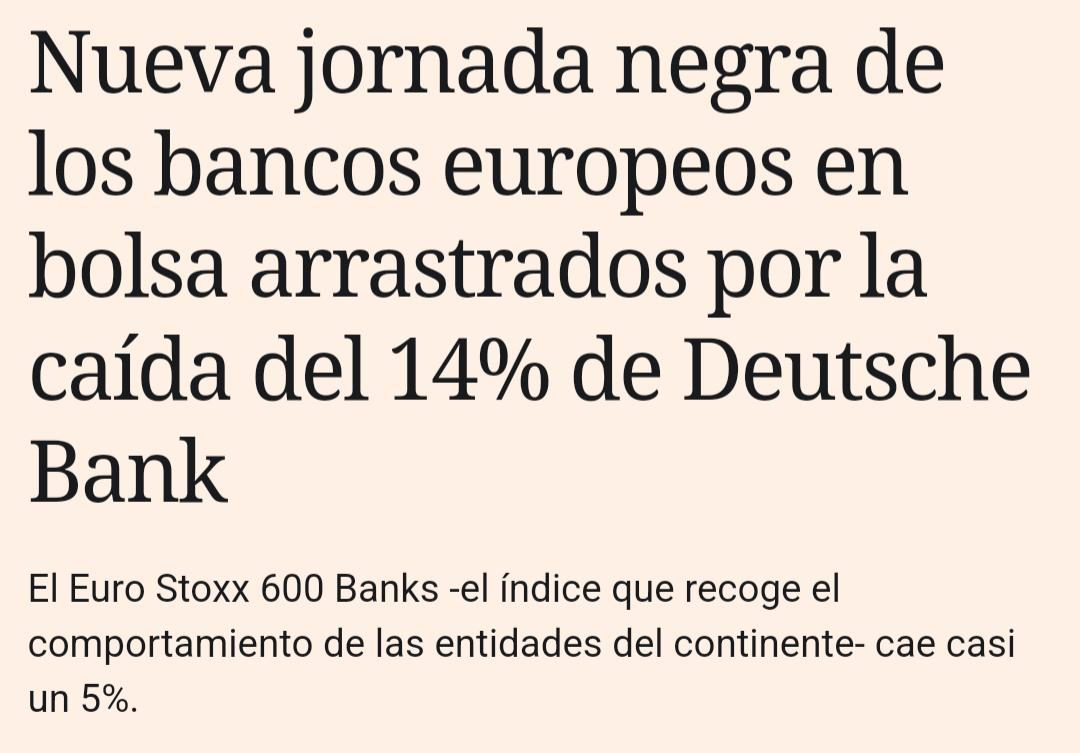 Nueva jornada negra de
los bancos europeos en
bolsa arrastrados por la
caída del 14% de Deutsche
Bank
El Euro Stoxx 600 Banks -el índice que recoge el
comportamiento de las entidades del continente- cae casi
un 5%.